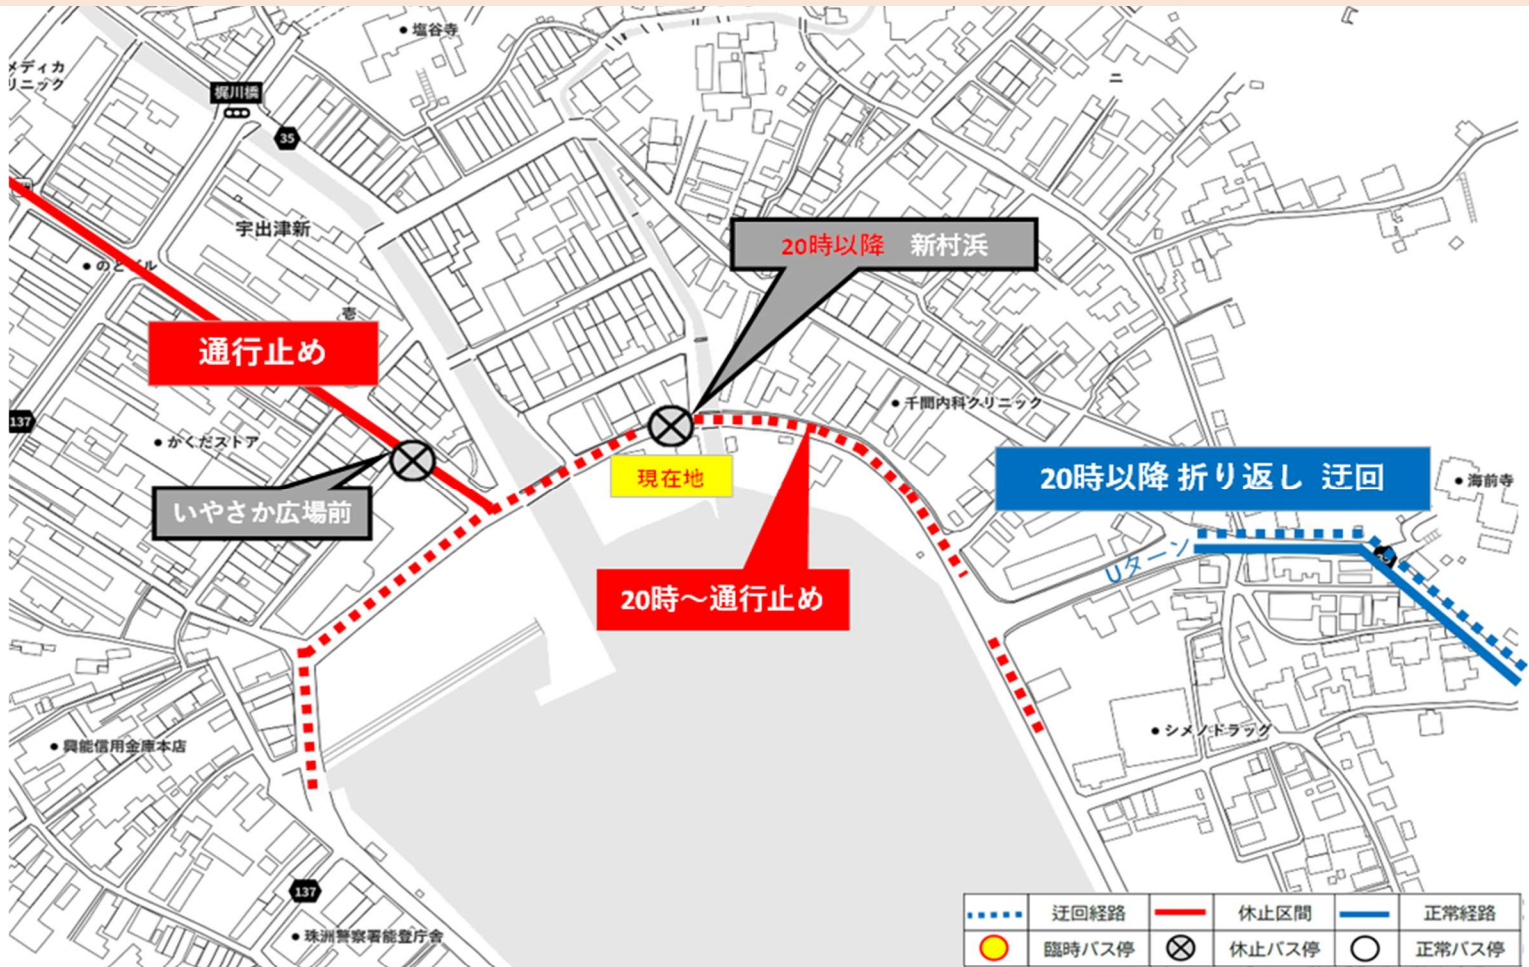 塩谷寺
メディカ
リニック
梶川橋
35
ニ
宇出津新
20時以降 新村浜
のとビル
壱
通行止め
千間内科クリニック
137
かくだストア
現在地
20時以降 折り返し 迂回
海前寺
いやさか広場前
Uターン
20時～通行止め
シメノドラッグ
興能信用金庫本店
137
珠洲警察署能登庁舎
迂回経路 休止区間 正常経路
臨時バス停 休止バス停 正常バス停